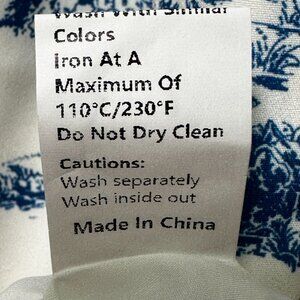 Wash With Similar
Colors
Iron At A
Maximum Of
110°C/230°F
Do Not Dry Clean
Cautions:
Wash separately
Wash inside out
Made In China